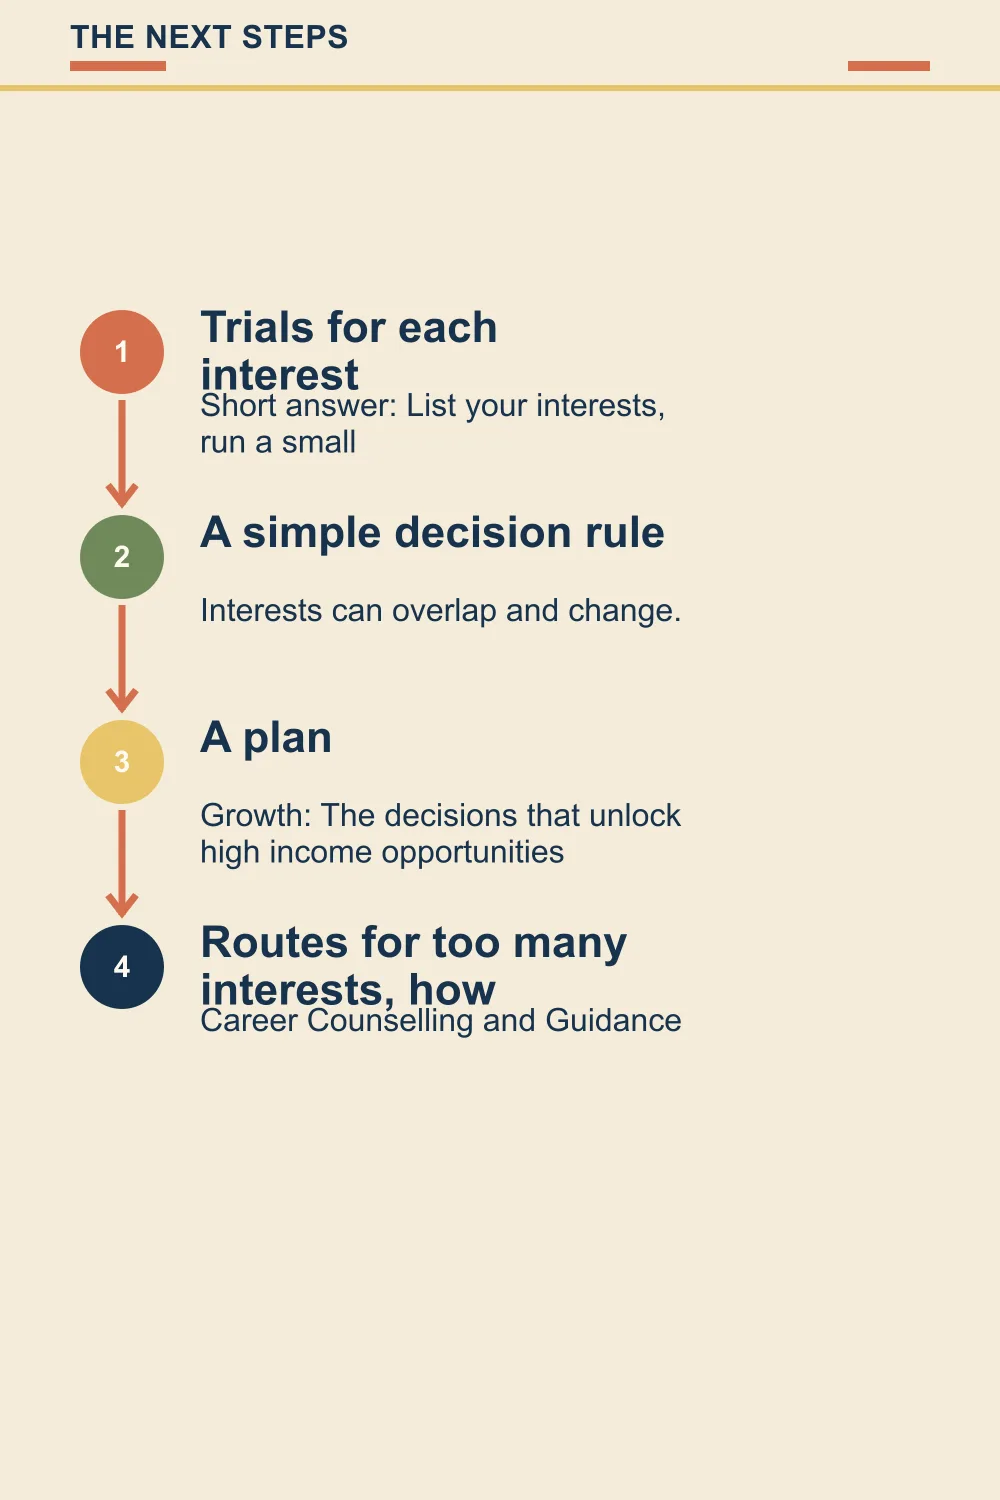 THE NEXT STEPS
1
Trials for each
interest
Short answer: List your interests,
run a small
2
A simple decision rule
Interests can overlap and change.
3
A plan
Growth: The decisions that unlock
high income opportunities
4
Routes for too many
interests, how
Career Counselling and Guidance